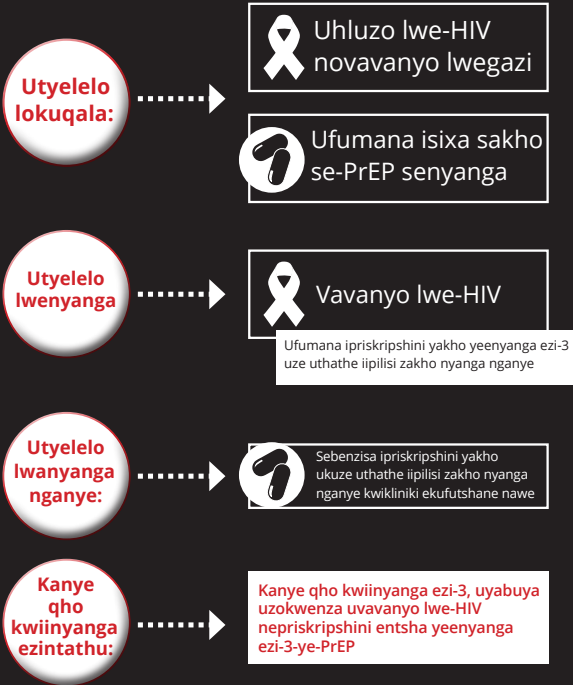 Utyelelo
lokuqala:
Uhluzo lwe-HIV
novavanyo lwegazi
Ufumana isixa sakho
se-PrEP senyanga
Utyelelo
lwenyanga
Vavanyo lwe-HIV
Ufumana ipriskripshini yakho yeenyanga ezi-3
uze uthathe iipilisi zakho nyanga nganye
Utyelelo
lwanyanga
nganye:
Sebenzisa ipriskripshini yakho
ukuze uthathe iipilisi zakho nyanga
nganye kwikliniki ekufutshane nawe
Kanye
qho
kwiinyanga
ezintathu:
Kanye qho kwiinyanga ezi-3, uyabuya
uzokwenza uvavanyo lwe-HIV
nepriskripshini entsha yeenyanga
ezi-3-ye-PrEP